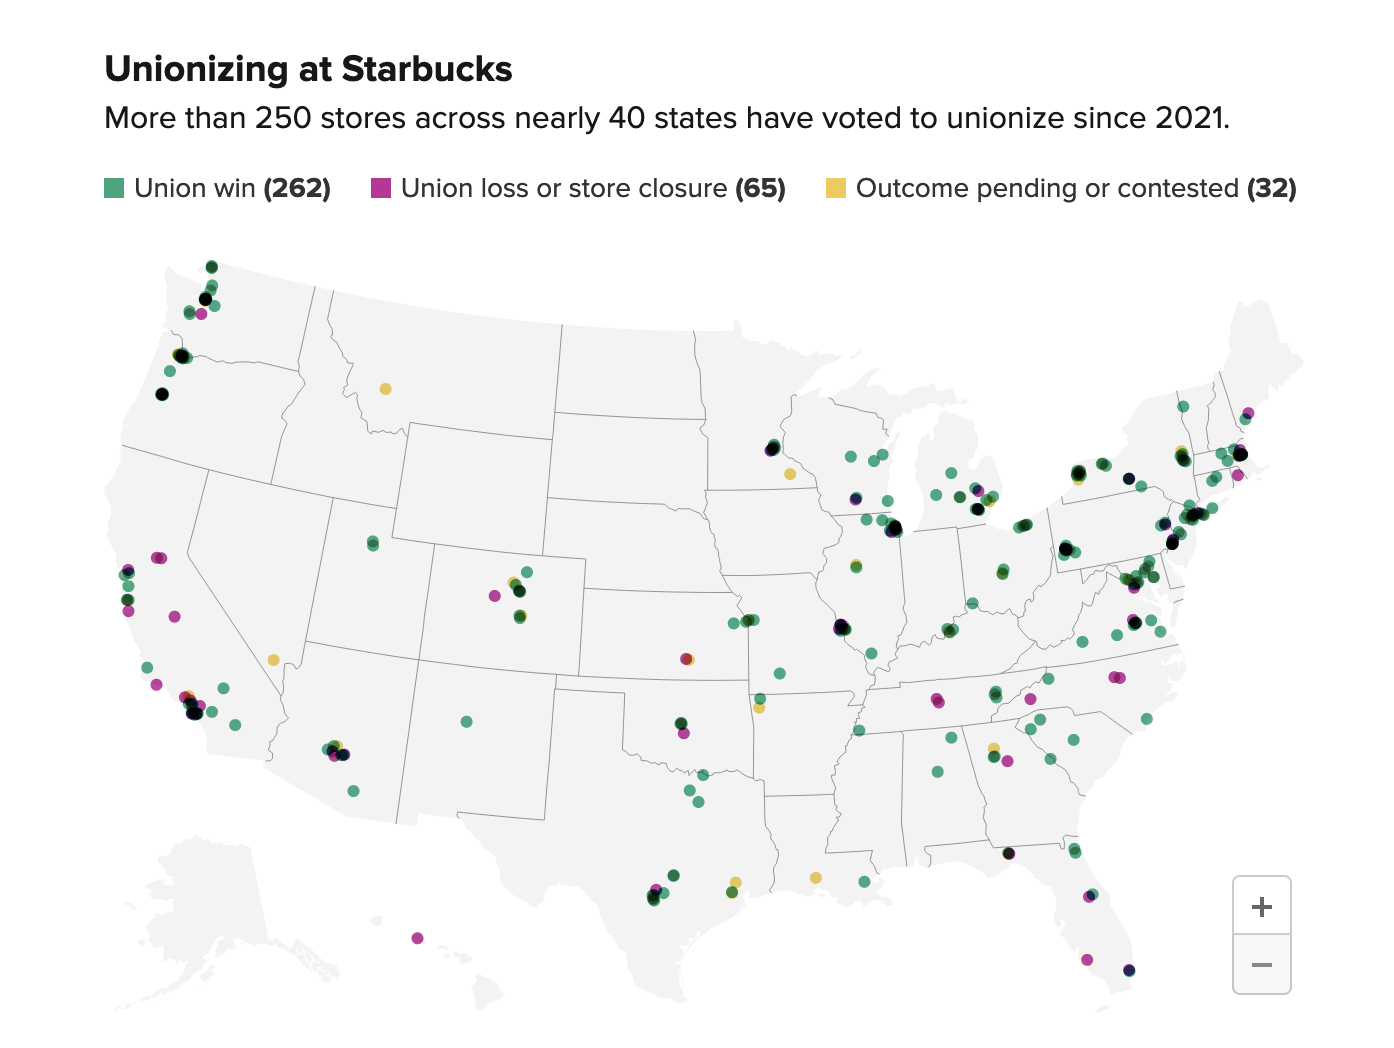 Unionizing at Starbucks
More than 250 stores across nearly 40 states have voted to unionize since 2021.
Union win (262) Union loss or store closure (65) Outcome pending or contested (32)
+
−